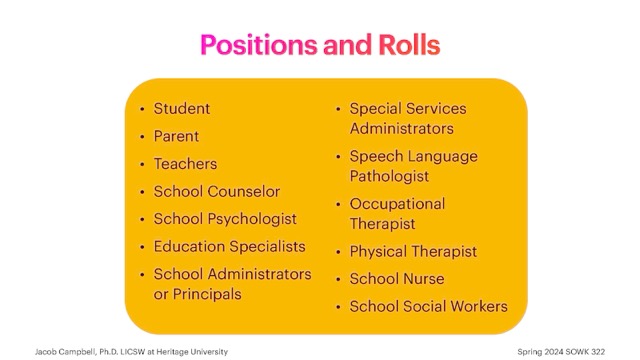 Positions and Rolls
• Student
• Parent
• Teachers
• School Counselor
• School Psychologist
• Education Specialists
• School Administrators
or Principals
• Special Services
Administrators
• Speech Language
Pathologist
• Occupational
Therapist
• Physical Therapist
• School Nurse
• School Social Workers
Jacob Campbell, Ph.D. LICSW at Heritage University
Spring 2024 SOWK 322